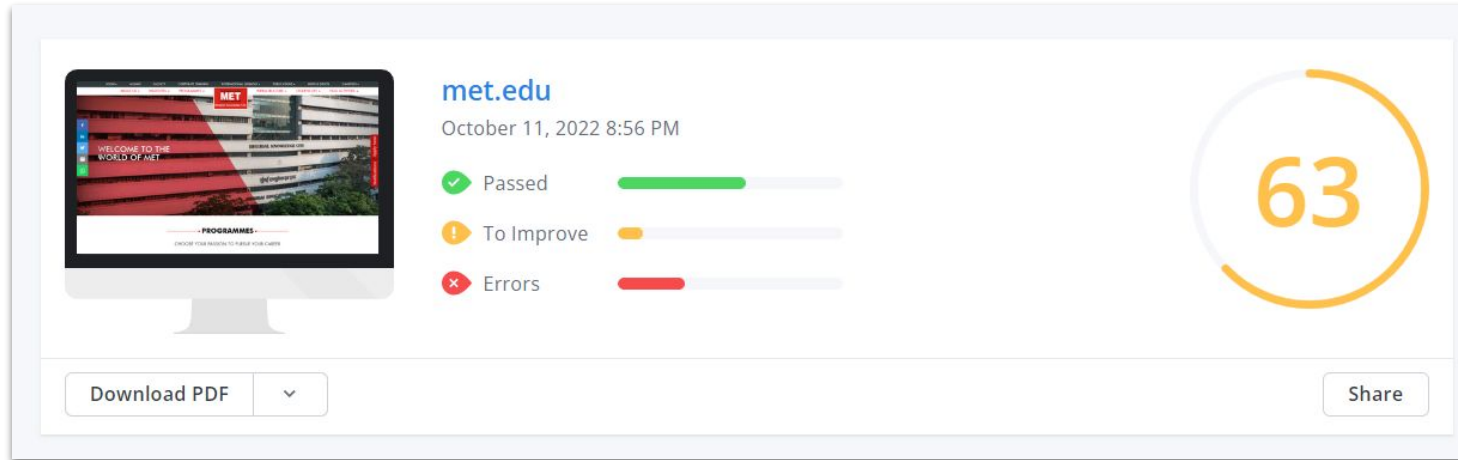 MET
WELCOME TO THE
WORLD OF MET
- PROGRAMMES -
CHOOSE YOUR PASSION TO PURSUE YOUR CAREER
met.edu
October 11, 2022 8:56 PM
Passed
To Improve
Errors
63
Download PDF
Share